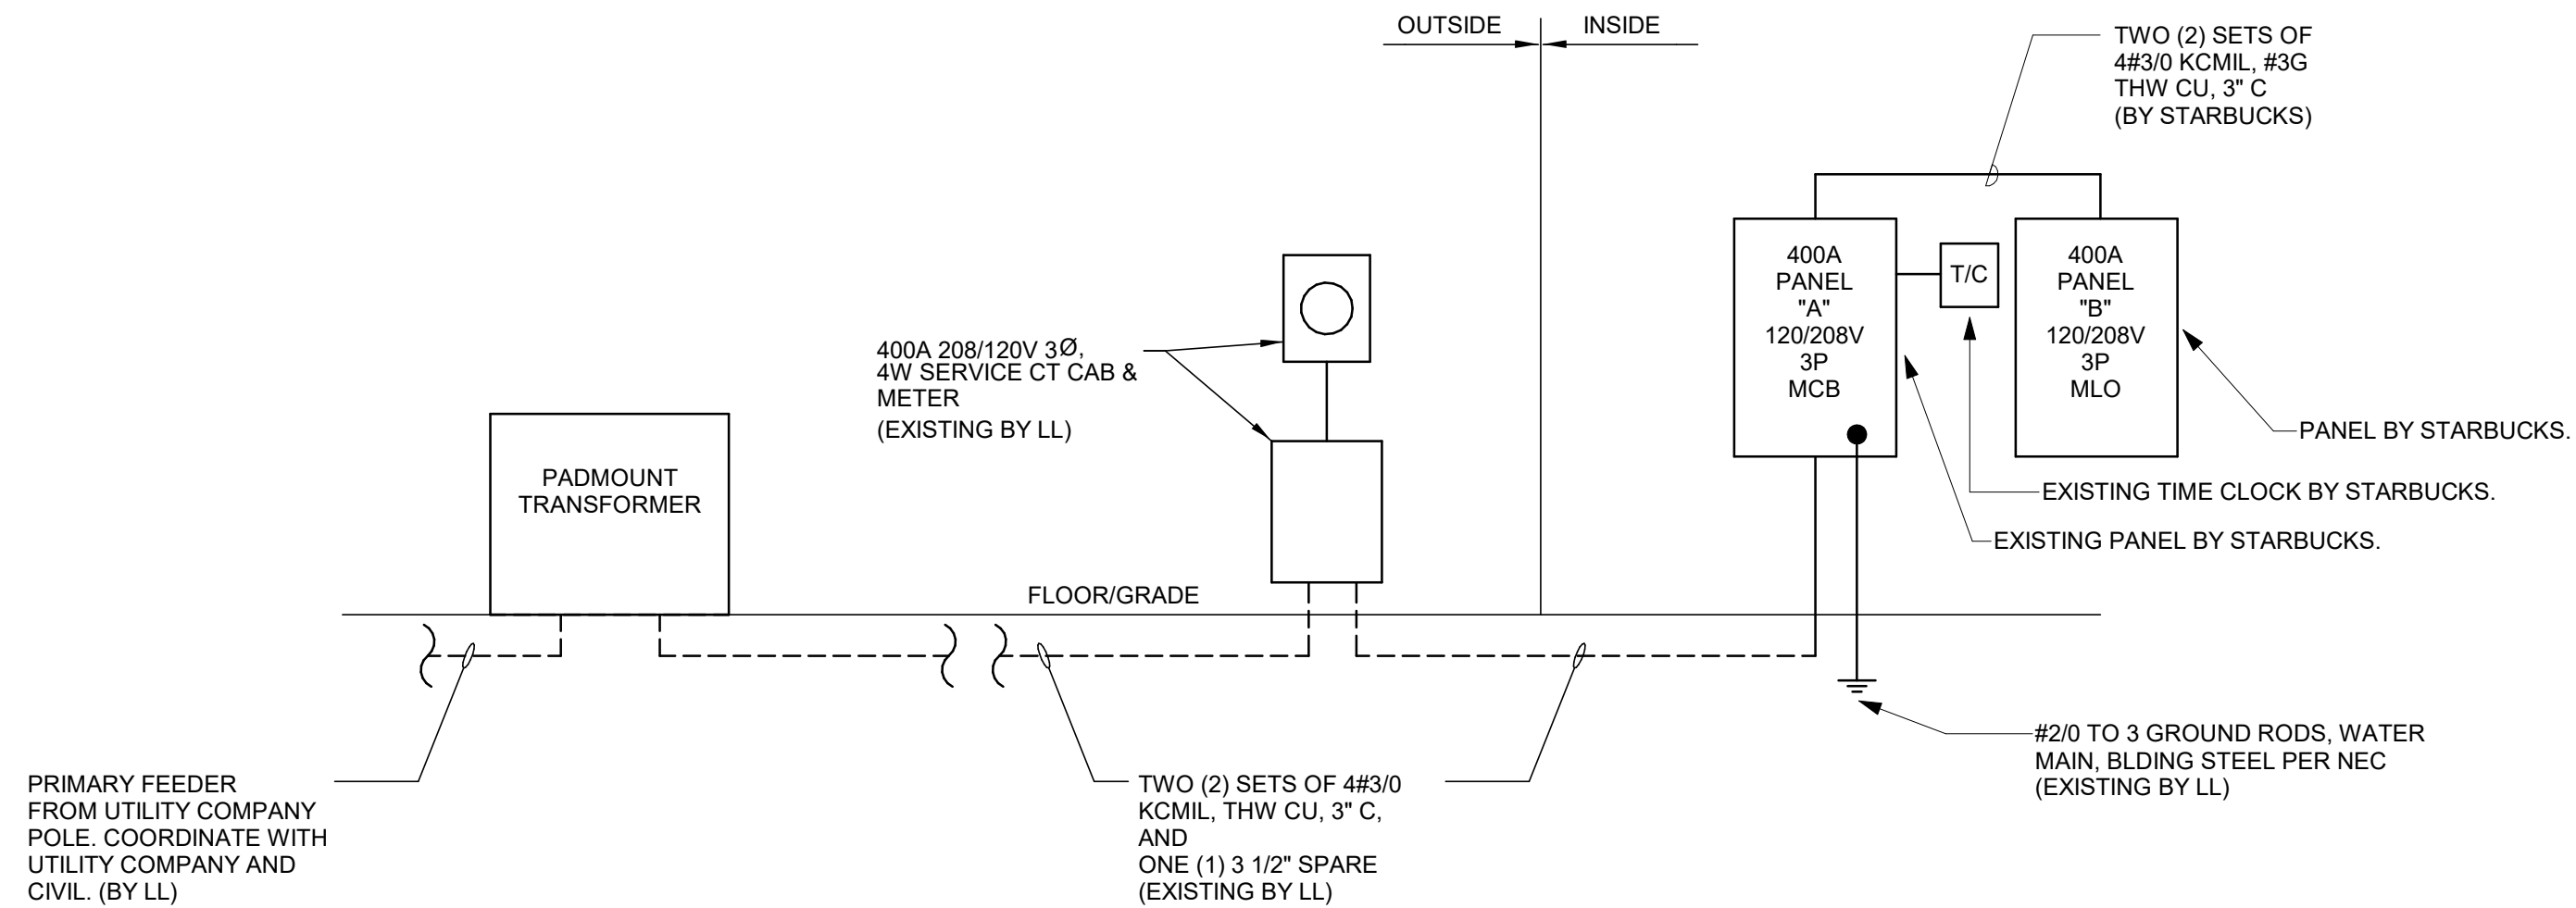 OUTSIDE
INSIDE
TWO (2) SETS OF
4#3/0 KCMIL, #3G
THW CU, 3" C
(BY STARBUCKS)
400A
PANEL
"A"
120/208V
3P
MCB
T/C
400A
PANEL
"B"
120/208V
3P
MLO
400A 208/120V 3Ø,
4W SERVICE CT CAB &
METER
(EXISTING BY LL)
PANEL BY STARBUCKS.
PADMOUNT
TRANSFORMER
EXISTING TIME CLOCK BY STARBUCKS.
EXISTING PANEL BY STARBUCKS.
FLOOR/GRADE
#2/0 TO 3 GROUND RODS, WATER
MAIN, BLDING STEEL PER NEC
(EXISTING BY LL)
PRIMARY FEEDER
FROM UTILITY COMPANY
POLE. COORDINATE WITH
UTILITY COMPANY AND
CIVIL. (BY LL)
TWO (2) SETS OF 4#3/0
KCMIL, THW CU, 3" C,
AND
ONE (1) 3 1/2" SPARE
(EXISTING BY LL)